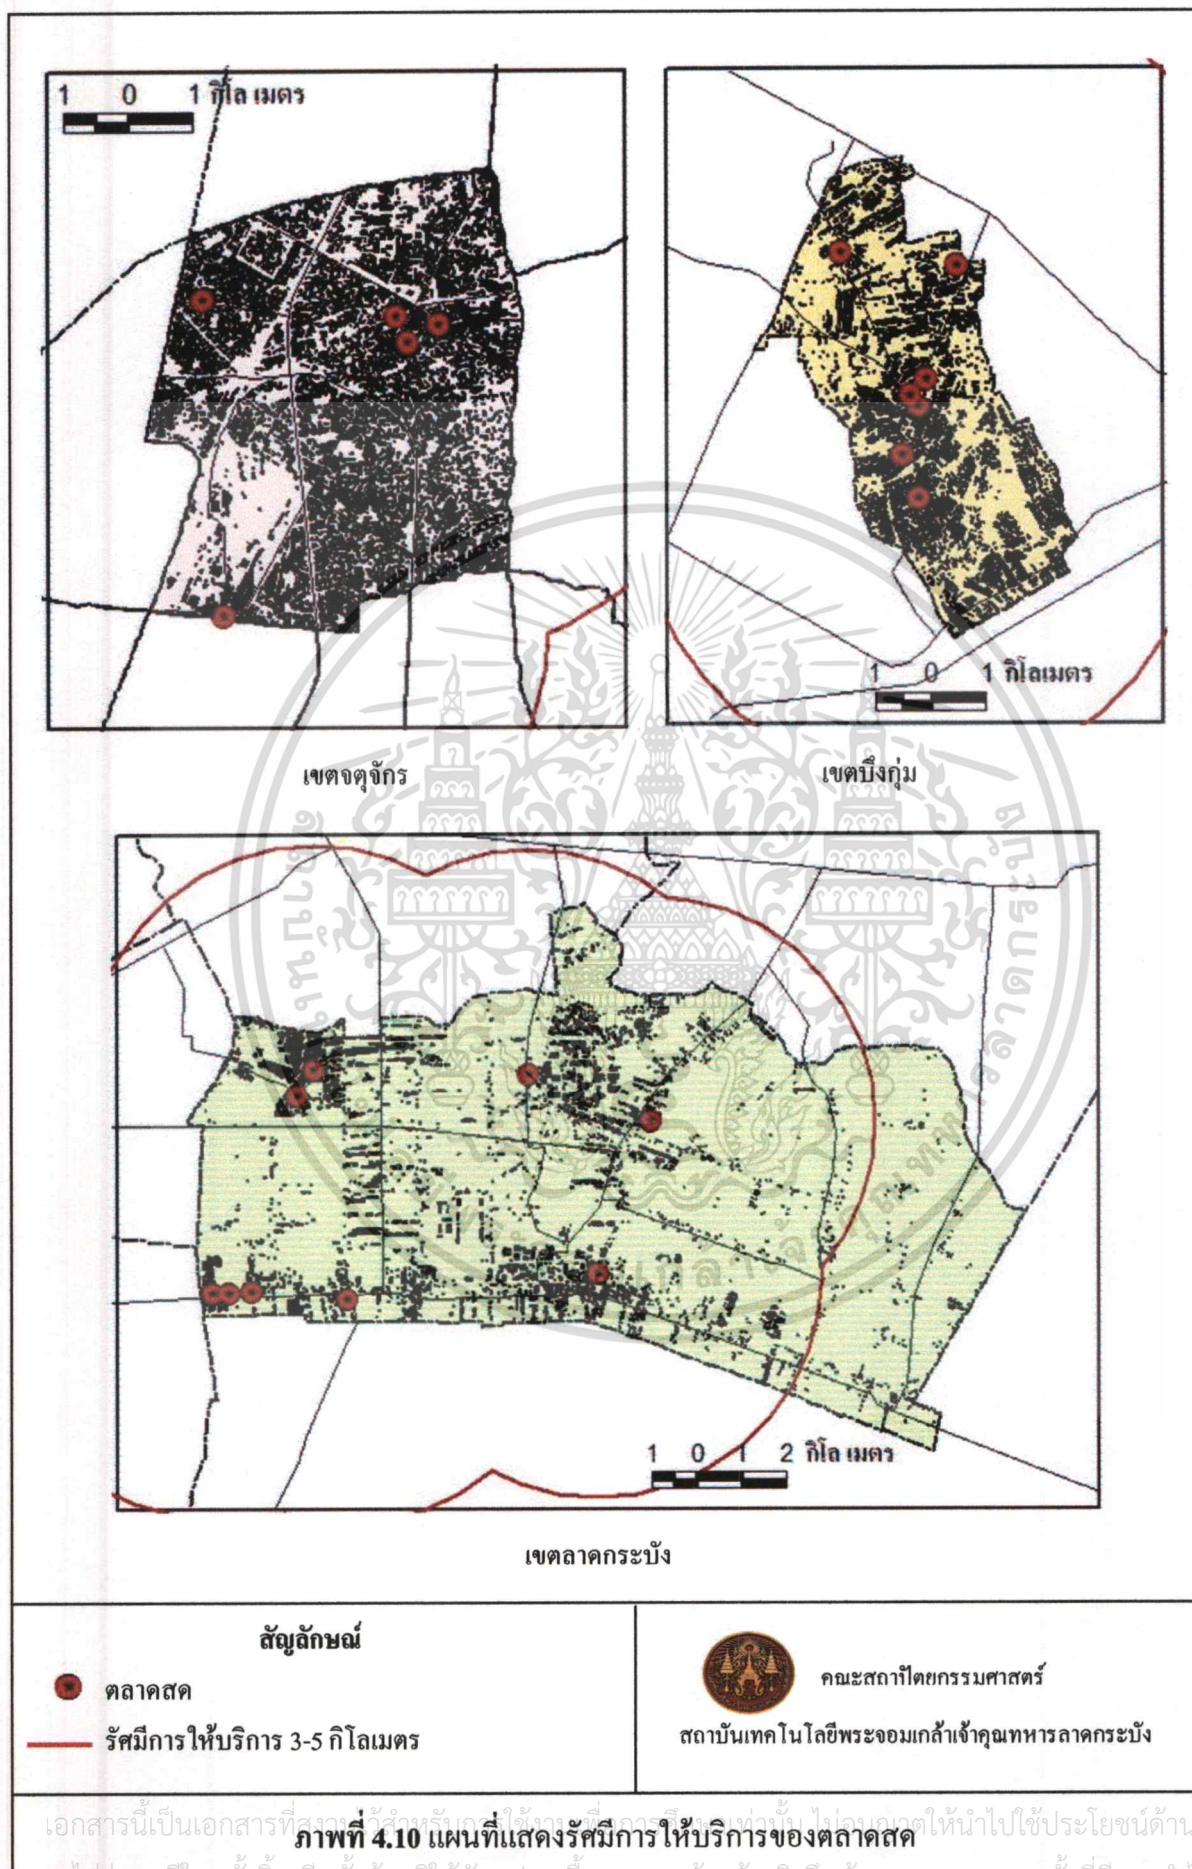 1 0 1 กิโล เมตร
เขตจตุจักร
1 0 1 กิโลเมตร
เขตบึงกุ่ม
1 0 1 2 กิโล เมตร
เขตลาดกระบัง
สัญลักษณ์
ตลาดสด
รัศมีการให้บริการ 3-5 กิโลเมตร
คณะสถาปัตยกรรมศาสตร์
สถาบันเทคโนโลยีพระจอมเกล้าเจ้าคุณทหารลาดกระบัง
เอกสารนี้เป็นเอกสารที่สงวนไว้สำหรับการใช้งานเพื่อการศึกษาเท่านั้น ไม่อนุญาตให้นำไปใช้ประโยชน์ด้าน
ภาพที่ 4.10 แผนที่แสดงรัศมีการให้บริการของตลาดสด